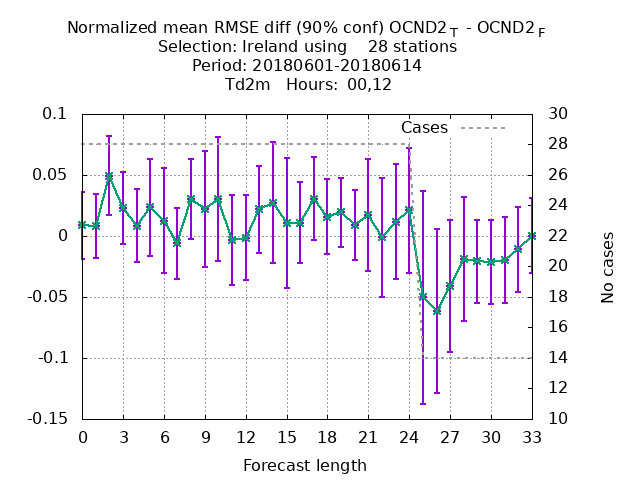 Normalized mean RMSE diff (90% conf) OCND2 T - OCND2 F
Selection: Ireland using 28 stations
Period: 20180601-20180614
Td2m Hours: 00,12
0.1
0.05
0
-0.05
-0.1
-0.15
Cases
30
28
26
24
22
20
18
16
14
12
10
No cases
0 3 6 9 12 15 18 21 24 27 30 33
Forecast length